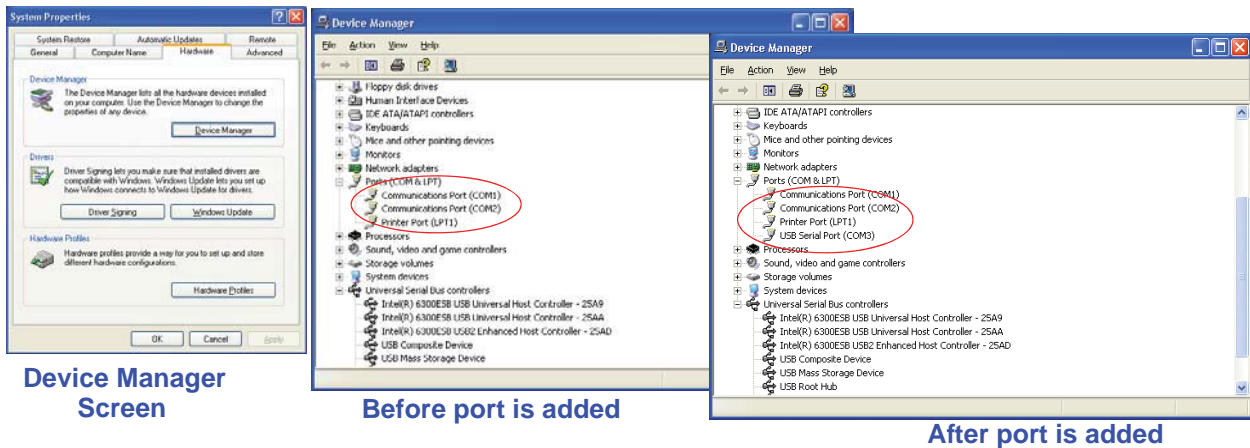 System Properties
System Restore Automatic Updates Remote
General Computer Name Hardware Advanced
Device Manager
The Device Manager lists all the hardware devices installed
on your computer. Use the Device Manager to change the
properties of any device.
Device Manager
Drivers
Driver Signing lets you make sure that installed drivers are
compatible with Windows. Windows Update lets you set up
how Windows connects to Windows Update for drivers.
Driver Signing Windows Update
Hardware Profiles
Hardware profiles provide a way for you to set up and store
different hardware configurations.
Hardware Profiles
OK Cancel Apply
Device Manager
Screen
Device Manager
File Action View Help
Floppy disk drives
Human Interface Devices
IDE ATA/ATAPI controllers
Keyboards
Mice and other pointing devices
Monitors
Network adapters
Ports (COM & LPT)
Communications Port (COM1)
Communications Port (COM2)
Printer Port (LPT1)
Processors
Sound, video and game controllers
Storage volumes
System devices
Universal Serial Bus controllers
Intel(R) 6300ESB USB Universal Host Controller - 25A9
Intel(R) 6300ESB USB Universal Host Controller - 25AA
Intel(R) 6300ESB USB2 Enhanced Host Controller - 25AD
USB Composite Device
USB Mass Storage Device
Before port is added
Device Manager
File Action View Help
IDE ATA/ATAPI controllers
Keyboards
Mice and other pointing devices
Monitors
Network adapters
Ports (COM & LPT)
Communications Port (COM1)
Communications Port (COM2)
Printer Port (LPT1)
USB Serial Port (COM3)
Processors
Sound, video and game controllers
Storage volumes
System devices
Universal Serial Bus controllers
Intel(R) 6300ESB USB Universal Host Controller - 25A9
Intel(R) 6300ESB USB Universal Host Controller - 25AA
Intel(R) 6300ESB USB2 Enhanced Host Controller - 25AD
USB Composite Device
USB Mass Storage Device
USB Root Hub
After port is added